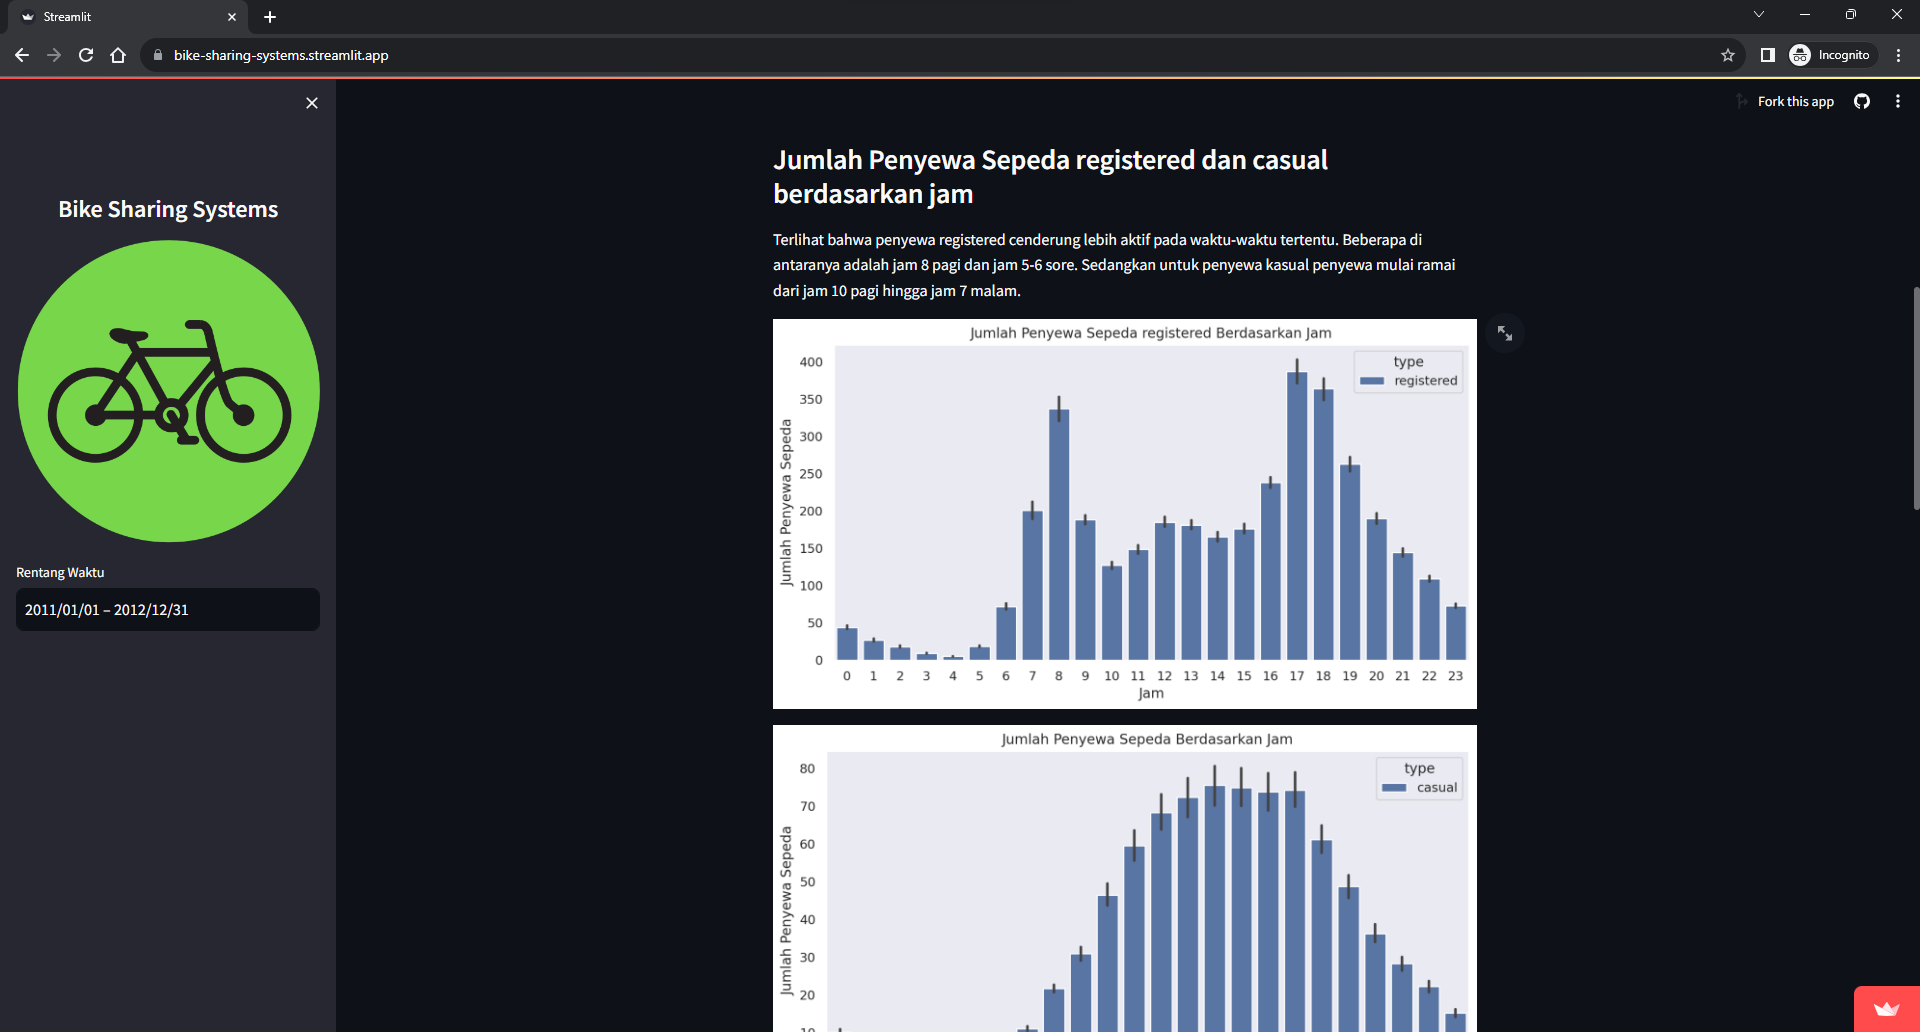 Streamlit
bike-sharing-systems.streamlit.app
Incognito
Fork this app
Bike Sharing Systems
Rentang Waktu
2011/01/01 – 2012/12/31
Jumlah Penyewa Sepeda registered dan casual
berdasarkan jam
Terlihat bahwa penyewa registered cenderung lebih aktif pada waktu-waktu tertentu. Beberapa di
antaranya adalah jam 8 pagi dan jam 5-6 sore. Sedangkan untuk penyewa kasual penyewa mulai ramai
dari jam 10 pagi hingga jam 7 malam.
Jumlah Penyewa Sepeda registered Berdasarkan Jam
type
registered
Jumlah Penyewa Sepeda
400
350
300
250
200
150
100
50
0
0 1 2 3 4 5 6 7 8 9 10 11 12 13 14 15 16 17 18 19 20 21 22 23
Jam
Jumlah Penyewa Sepeda Berdasarkan Jam
type
casual
Jumlah Penyewa Sepeda
80
70
60
50
40
30
20
10